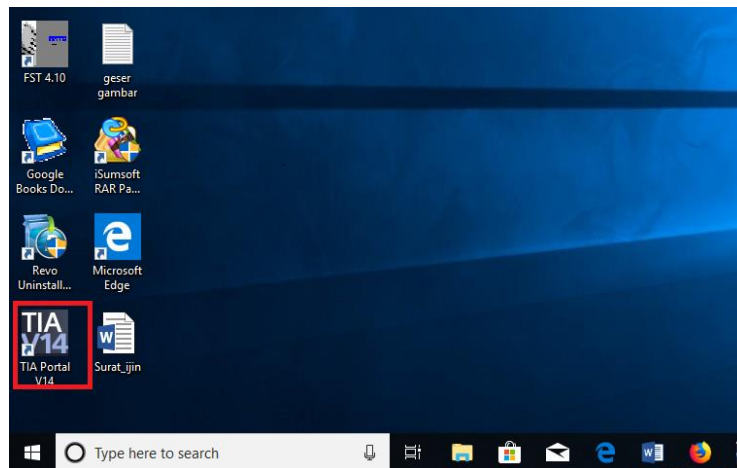 FST 4.10
geser
gambar
Google
Books Do...
iSumsoft
RAR Pa...
Revo
Uninstall...
Microsoft
Edge
TIA
V14
TIA Portal
V14
W
Surat_ijin
Type here to search